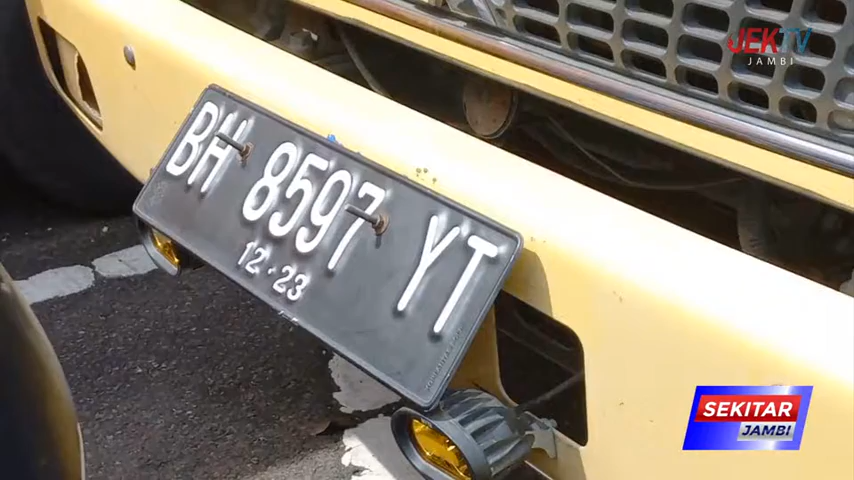 JEKTV
JAMBI
BH 8597 YT
12·23
SEKITAR
JAMBI